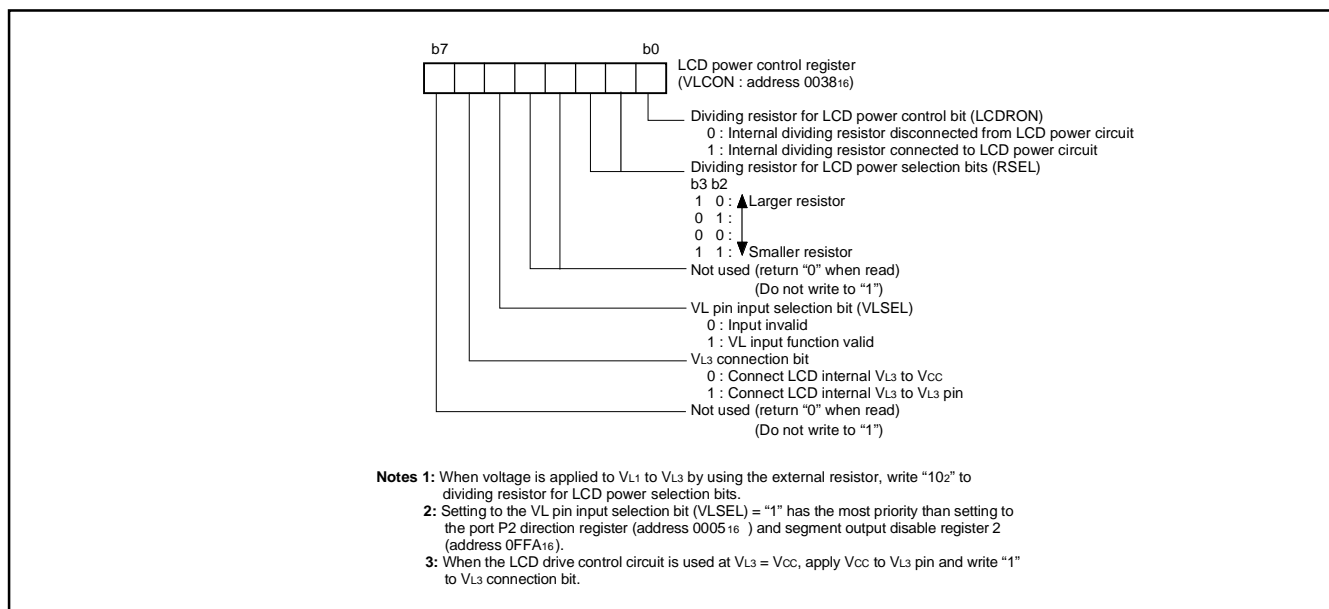 b7 b0
LCD power control register
(VLCON : address 003816)
Dividing resistor for LCD power control bit (LCDRON)
0 : Internal dividing resistor disconnected from LCD power circuit
1 : Internal dividing resistor connected to LCD power circuit
Dividing resistor for LCD power selection bits (RSEL)
b3 b2
1 0 : Larger resistor
0 1 :
0 0 :
1 1 : Smaller resistor
Not used (return “0” when read)
(Do not write to “1”)
VL pin input selection bit (VLSEL)
0 : Input invalid
1 : VL input function valid
VL3 connection bit
0 : Connect LCD internal VL3 to VCC
1 : Connect LCD internal VL3 to VL3 pin
Not used (return “0” when read)
(Do not write to “1”)
Notes 1: When voltage is applied to VL1 to VL3 by using the external resistor, write “102” to
dividing resistor for LCD power selection bits.
2: Setting to the VL pin input selection bit (VLSEL) = “1” has the most priority than setting to
the port P2 direction register (address 000516 ) and segment output disable register 2
(address 0FFA16).
3: When the LCD drive control circuit is used at VL3 = VCC, apply VCC to VL3 pin and write “1”
to VL3 connection bit.